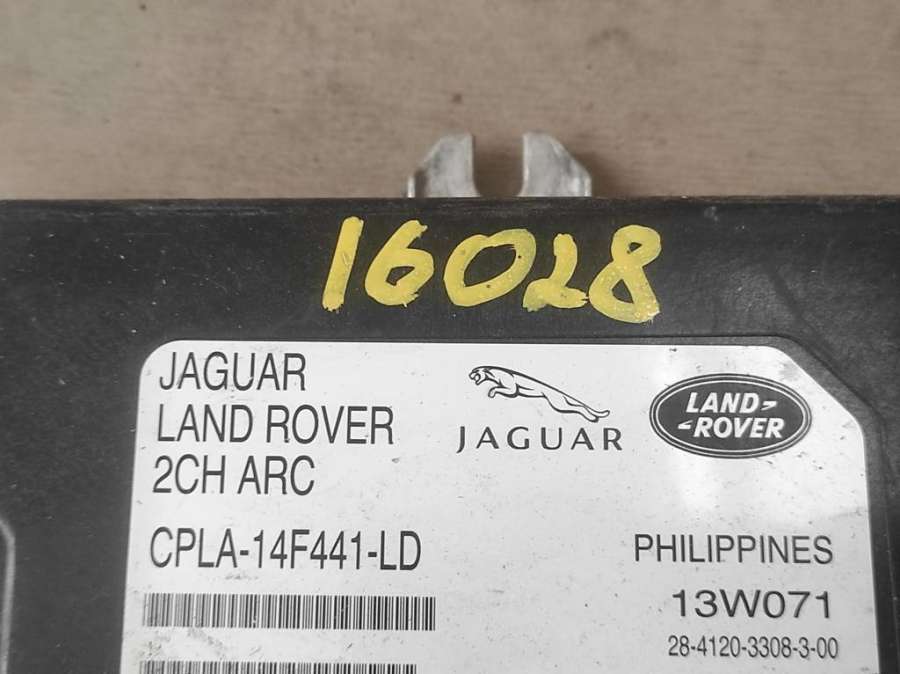 16028
JAGUAR
LAND ROVER
2CH ARC
JAGUAR
LAND-
-ROVER
CPLA-14F441-LD
PHILIPPINES
13W071
28-4120-3308-3-00